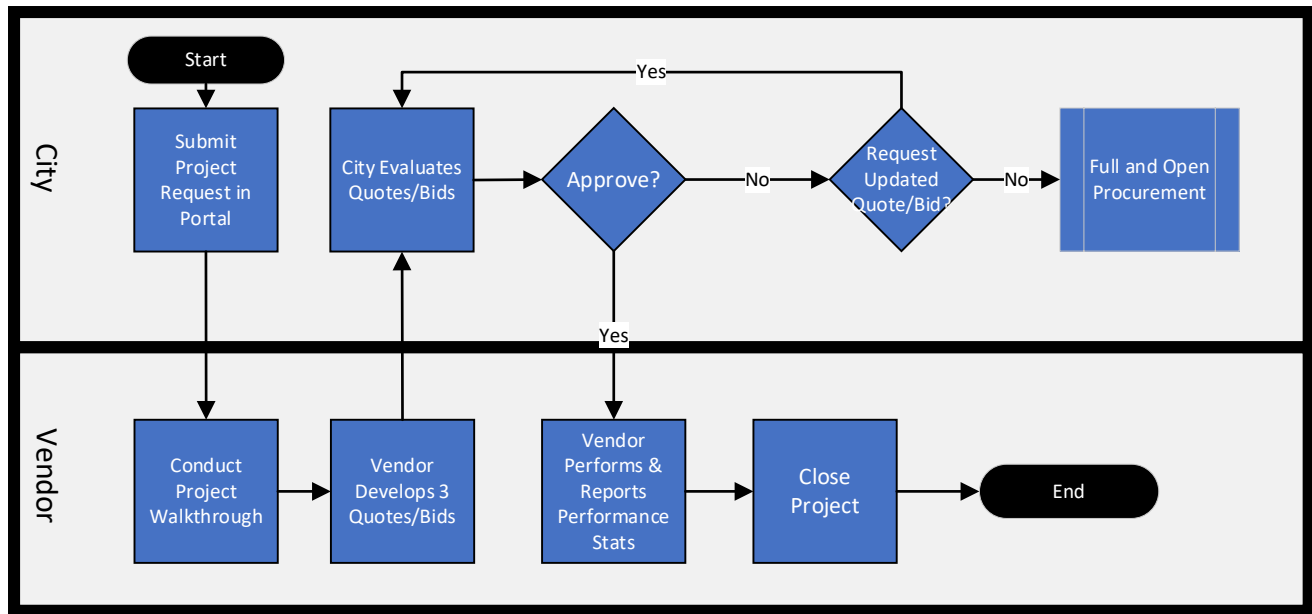 City
Start
Submit
Project
Request in
Portal
City Evaluates
Quotes/Bids
Approve?
No
Yes
Request
Updated
Quote/Bid?
No
Full and Open
Procurement
Yes
Vendor
Conduct
Project
Walkthrough
Vendor
Develops 3
Quotes/Bids
Vendor
Performs &
Reports
Performance
Stats
Close
Project
End